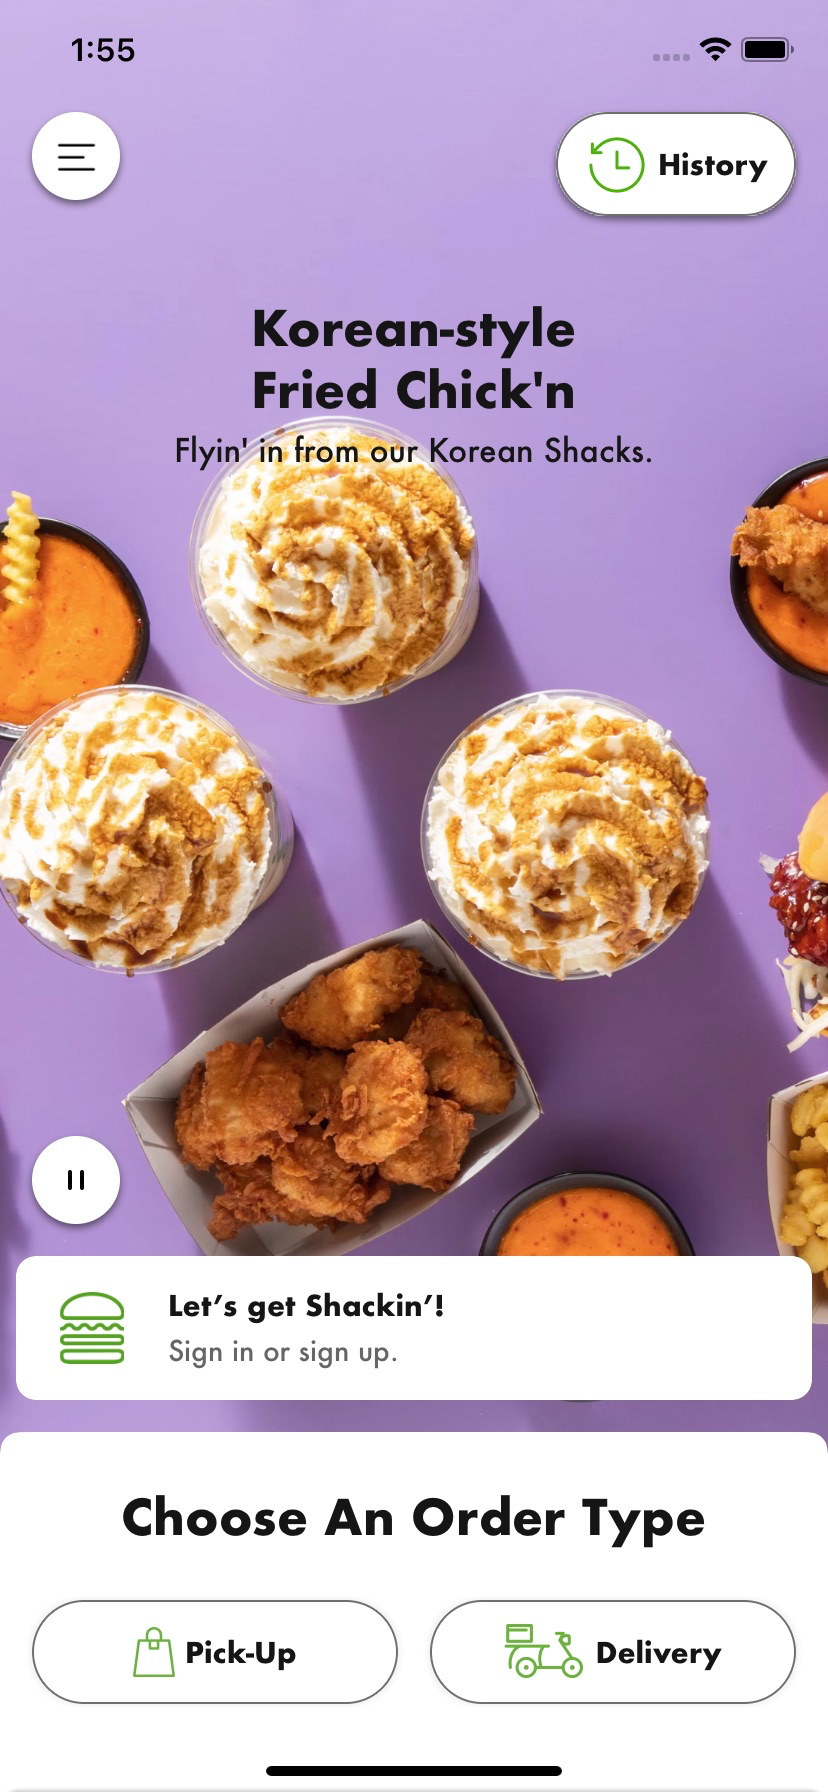 1:55
History
Korean-style
Fried Chick'n
Flyin' in from our Korean Shacks.
Let’s get Shackin’!
Sign in or sign up.
Choose An Order Type
Pick-Up
Delivery